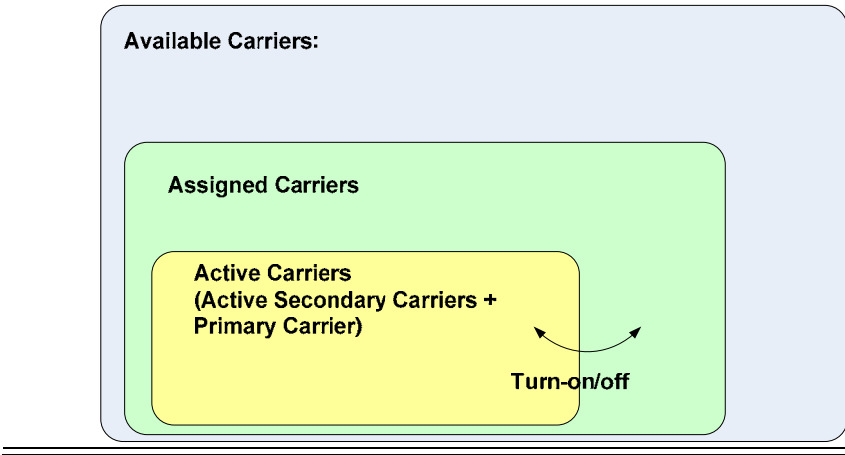 Available Carriers:
Assigned Carriers
Active Carriers
(Active Secondary Carriers +
Primary Carrier)
Turn-on/off